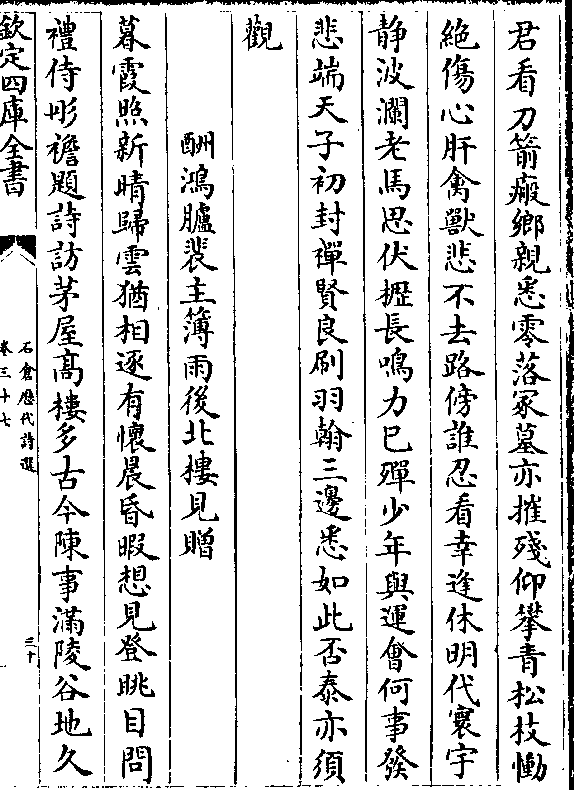 君看刀箭瘢鄉親悉零落冢墓亦摧殘仰攀青松枝慟
絶傷心肝禽獸悲不去路傍誰忍看幸逢休明代寰宇
静波瀾老馬思伏櫪長鳴力已殫少年與運會何事發
悲端天子初封禪賢良刷羽翰三邊悉如此否泰亦須
觀
酬鴻臚裴主簿雨後北樓見贈
暮霞照新晴歸雲猶相逐有懷晨昏暇想見登眺目問
禮侍彤襜題詩訪茅屋髙樓多古今陳事滿陵谷地久
欽定四庫全書
石倉歴代詩選
卷三十七
三十